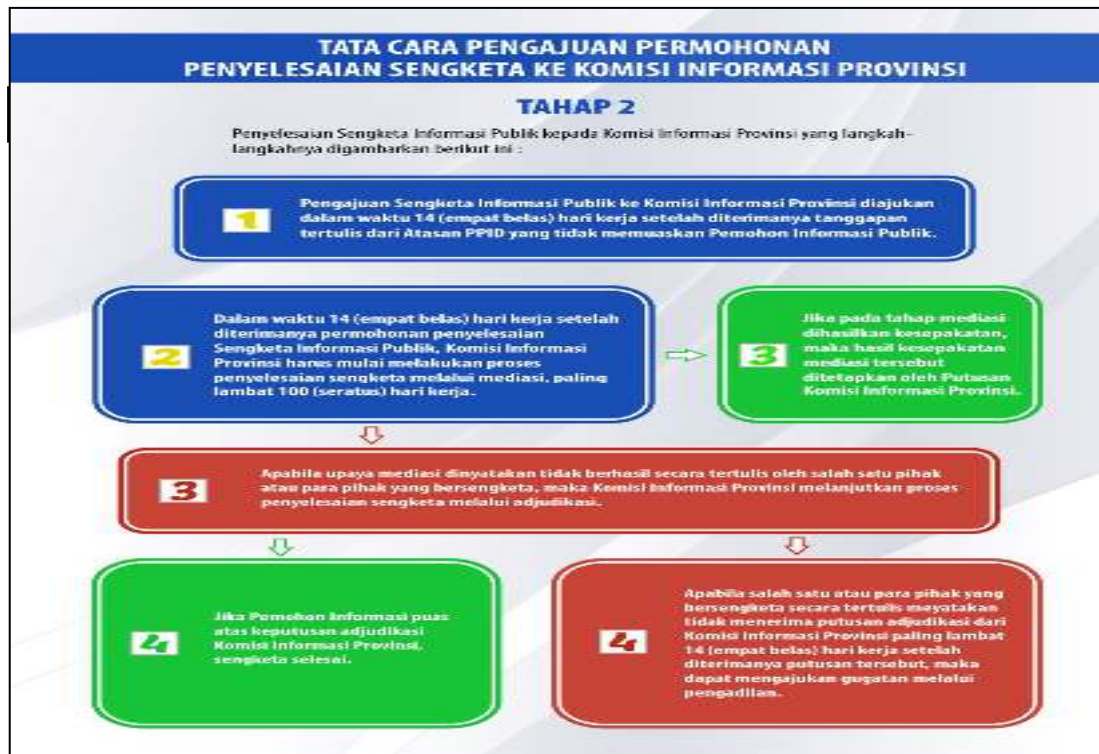 TATA CARA PENGAJUAN PERMOHONAN
PENYELESAIAN SENGKETA KE KOMISI INFORMASI PROVINSI
TAHAP 2
Penyelesaian Sengketa Informasi Publik kepada Komisi Informasi Provinsi yang langkah-
langkahnya digambarkan berikut ini :
1
Pengajuan Sengketa Informasi Publik ke Komisi Informasi Provinsi diajukan
dalam waktu 14 (empat belas) hari kerja setelah diterimanya tanggapan
tertulis dari Atasan PPID yang tidak memuaskan Pemohon Informasi Publik.
2
Dalam waktu 14 (empat belas) hari kerja setelah
diterimanya permohonan penyelesaian
Sengketa Informasi Publik, Komisi Informasi
Provinsi harus mulai melakukan proses
penyelesaian sengketa melalui mediasi, paling
lambat 100 (seratus) hari kerja.
3
Jika pada tahap mediasi
dihasilkan kesepakatan,
maka hasil kesepakatan
mediasi tersebut
ditetapkan oleh Putusan
Komisi Informasi Provinsi.
3
Apabila upaya mediasi dinyatakan tidak berhasil secara tertulis oleh salah satu pihak
atau para pihak yang bersengketa, maka Komisi Informasi Provinsi melanjutkan proses
penyelesaian sengketa melalui adjudikasi.
4
Jika Pemohon Informasi puas
atas keputusan adjudikasi
Komisi Informasi Provinsi,
sengketa selesai.
4
Apabila salah satu atau para pihak yang
bersengketa secara tertulis meyatakan
tidak menerima putusan adjudikasi dari
Komisi Informasi Provinsi paling lambat
14 (empat belas) hari kerja setelah
diterimanya putusan tersebut, maka
dapat mengajukan gugatan melalui
pengadilan.